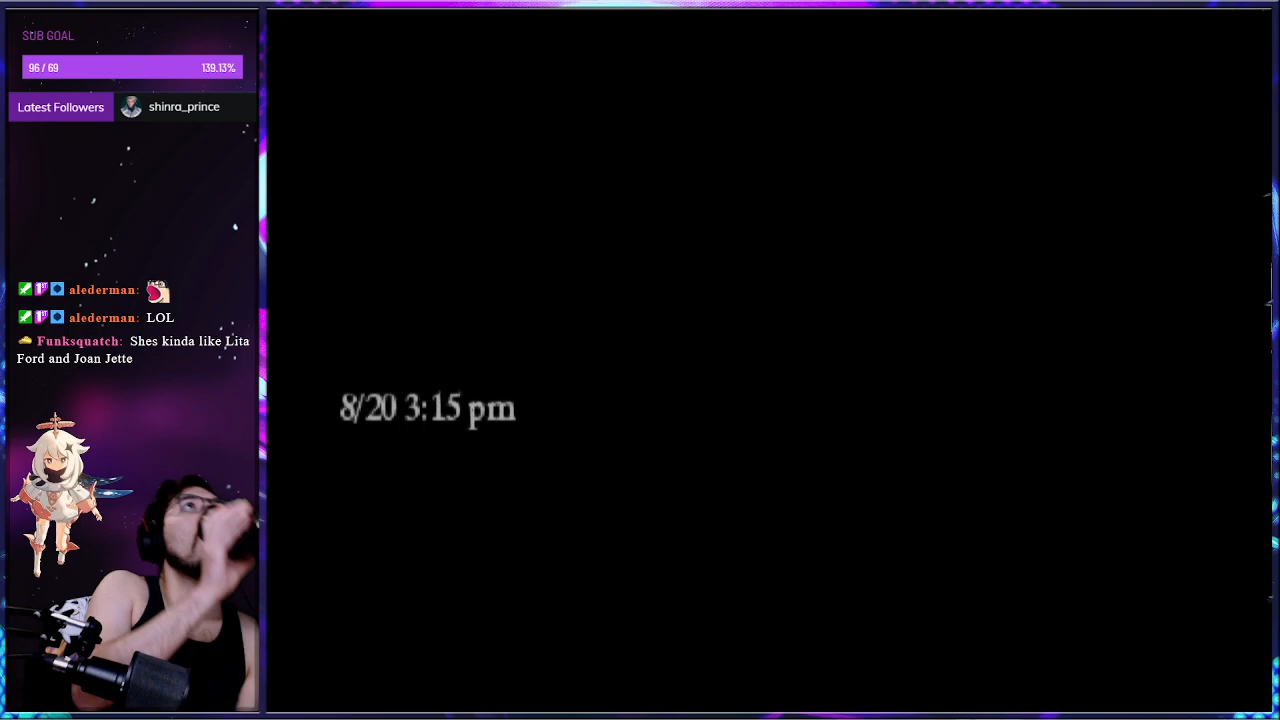 SUB GOAL
96 / 69 139.13%
Latest Followers shinra_prince
alederman:
alederman: LOL
Funksquatch: Shes kinda like Lita
Ford and Joan Jette
8/20 3:15 pm